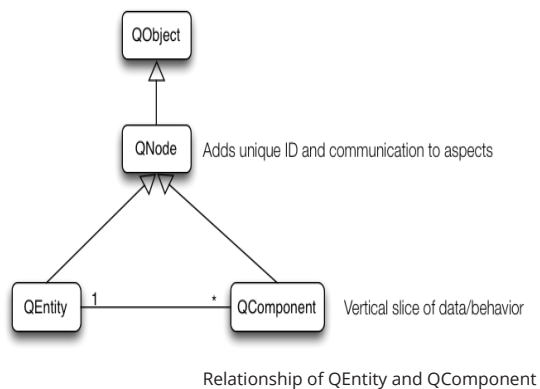 QObject
QNode
Adds unique ID and communication to aspects
QEntity
1
*
QComponent
Vertical slice of data/behavior
Relationship of QEntity and QComponent